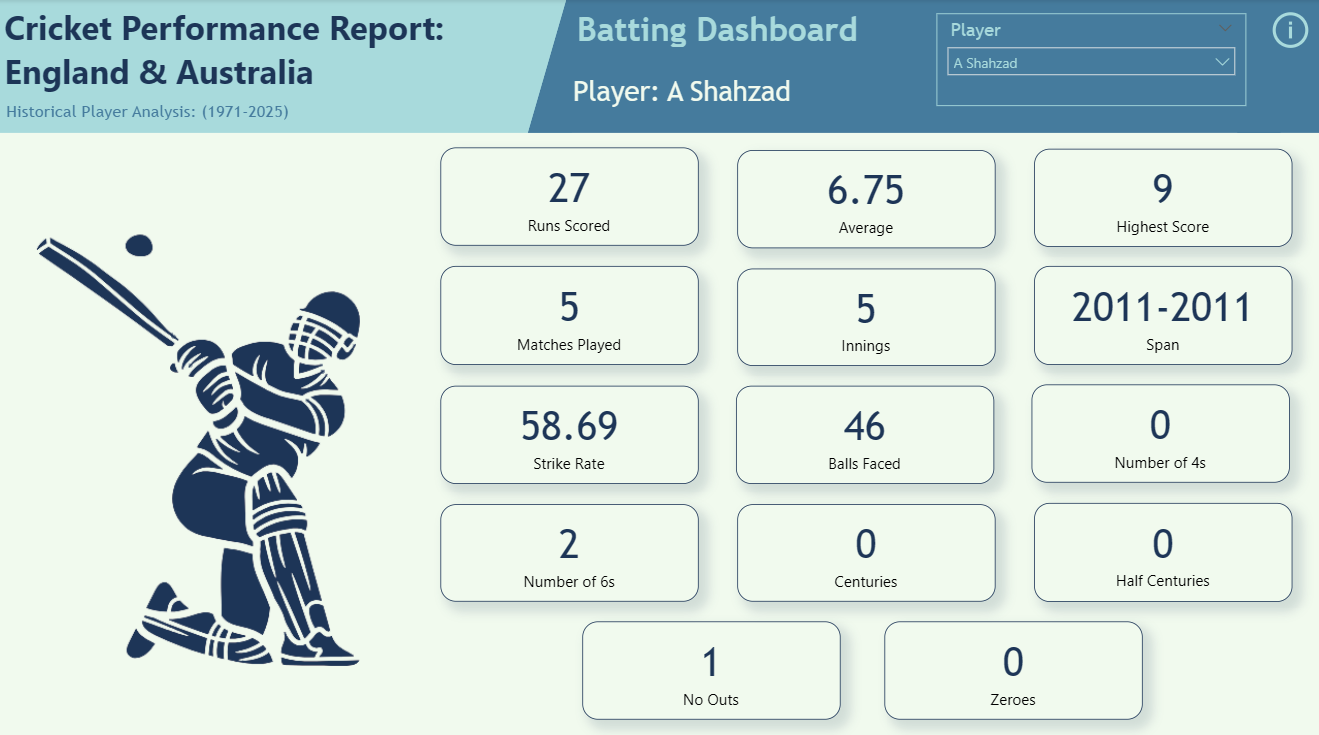 Cricket Performance Report:
England & Australia
Historical Player Analysis: (1971-2025)
Batting Dashboard
Player: A Shahzad
Player
A Shahzad
i
27
Runs Scored
6.75
Average
9
Highest Score
5
Matches Played
5
Innings
2011-2011
Span
58.69
Strike Rate
46
Balls Faced
0
Number of 4s
2
Number of 6s
0
Centuries
0
Half Centuries
1
No Outs
0
Zeroes